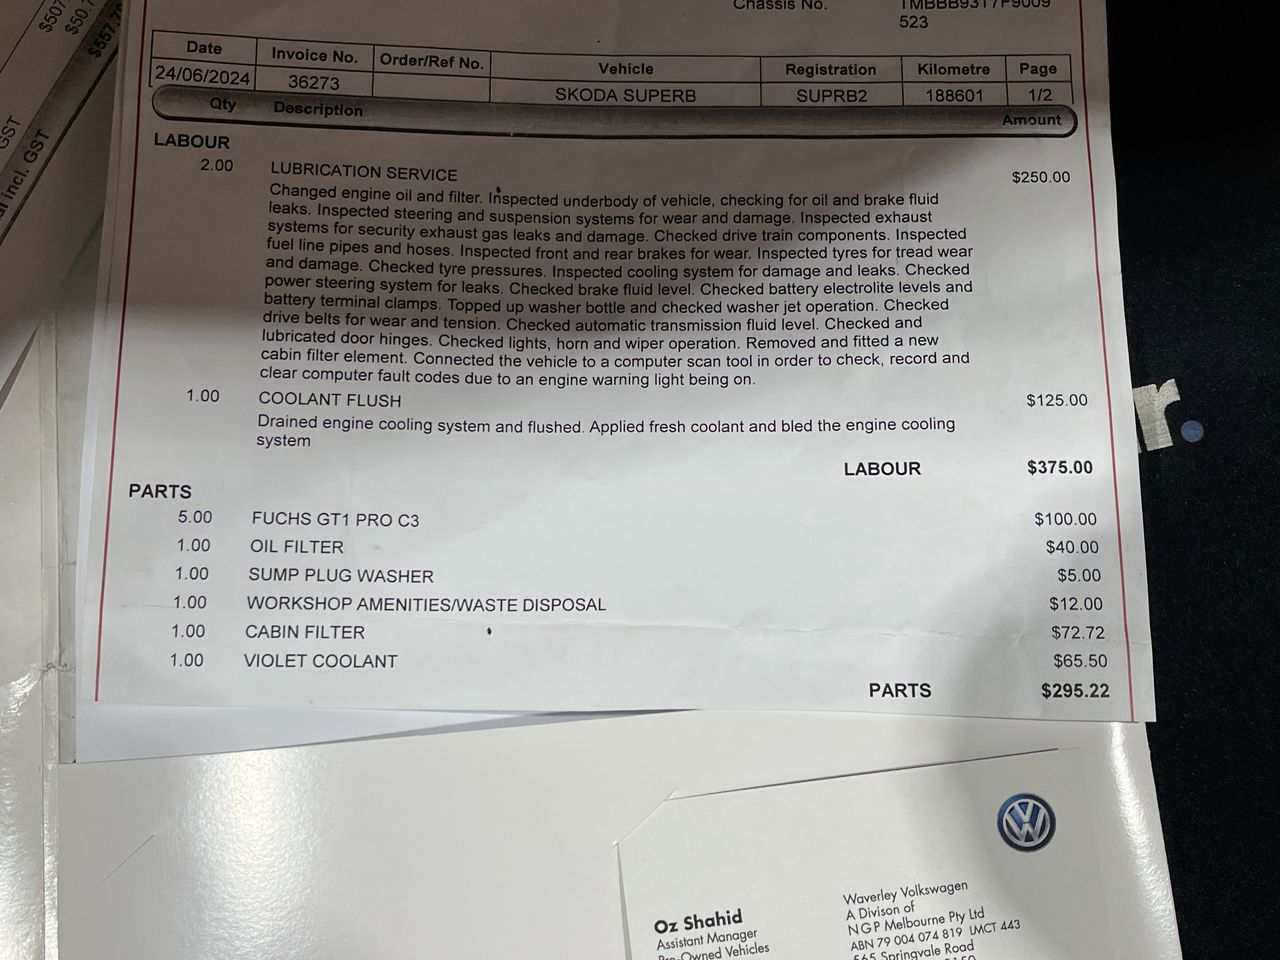 $507
$50.7
$557.7
GST
al incl. GST
Chassis No.
TMBBB9317F9009
523
Date
Invoice No.
Order/Ref No.
Vehicle
Registration
Kilometre
Page
24/06/2024
36273
SKODA SUPERB
SUPRB2
188601
1/2
Qty
Description
Amount
LABOUR
2.00 LUBRICATION SERVICE $250.00
Changed engine oil and filter. Inspected underbody of vehicle, checking for oil and brake fluid
leaks. Inspected steering and suspension systems for wear and damage. Inspected exhaust
systems for security exhaust gas leaks and damage. Checked drive train components. Inspected
fuel line pipes and hoses. Inspected front and rear brakes for wear. Inspected tyres for tread wear
and damage. Checked tyre pressures. Inspected cooling system for damage and leaks. Checked
power steering system for leaks. Checked brake fluid level. Checked battery electrolite levels and
battery terminal clamps. Topped up washer bottle and checked washer jet operation. Checked
drive belts for wear and tension. Checked automatic transmission fluid level. Checked and
lubricated door hinges. Checked lights, horn and wiper operation. Removed and fitted a new
cabin filter element. Connected the vehicle to a computer scan tool in order to check, record and
clear computer fault codes due to an engine warning light being on.
1.00 COOLANT FLUSH $125.00
Drained engine cooling system and flushed. Applied fresh coolant and bled the engine cooling
system
LABOUR $375.00
PARTS
5.00 FUCHS GT1 PRO C3 $100.00
1.00 OIL FILTER $40.00
1.00 SUMP PLUG WASHER $5.00
1.00 WORKSHOP AMENITIES/WASTE DISPOSAL $12.00
1.00 CABIN FILTER $72.72
1.00 VIOLET COOLANT $65.50
PARTS $295.22
r.
Oz Shahid
Assistant Manager
Pre-Owned Vehicles
Waverley Volkswagen
A Divison of
NGP Melbourne Pty Ltd
ABN 79 004 074 819 LMCT 443
565 Springvale Road